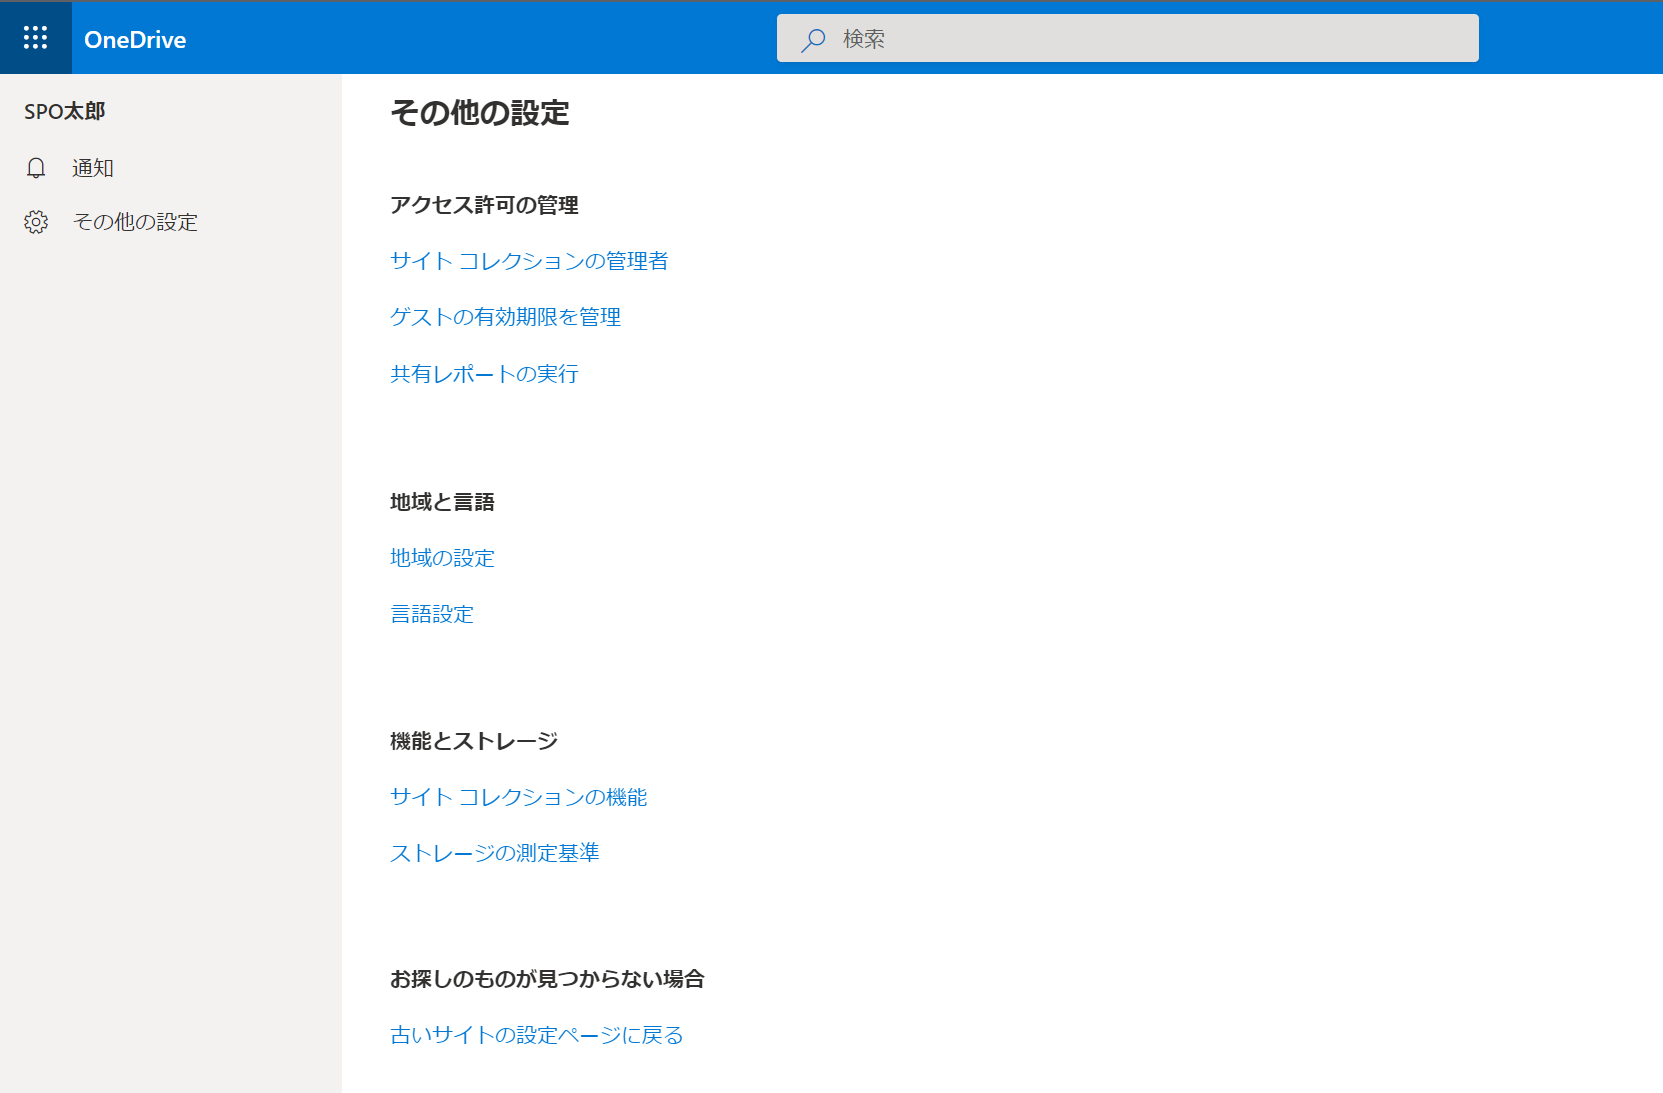 OneDrive
検索
SPO太郎
通知
その他の設定
その他の設定
アクセス許可の管理
サイト コレクションの管理者
ゲストの有効期限を管理
共有レポートの実行
地域と言語
地域の設定
言語設定
機能とストレージ
サイト コレクションの機能
ストレージの測定基準
お探しのものが見つからない場合
古いサイトの設定ページに戻る